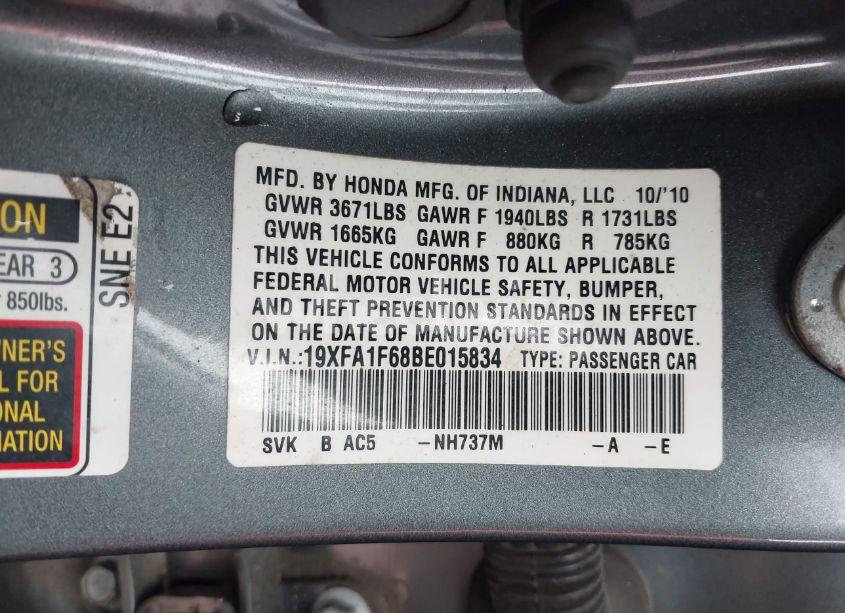 MFD. BY HONDA MFG. OF INDIANA, LLC 10/'10
GVWR 3671LBS GAWR F 1940LBS R 1731LBS
GVWR 1665KG GAWR F 880KG R 785KG
THIS VEHICLE CONFORMS TO ALL APPLICABLE
FEDERAL MOTOR VEHICLE SAFETY, BUMPER,
AND THEFT PREVENTION STANDARDS IN EFFECT
ON THE DATE OF MANUFACTURE SHOWN ABOVE.
V.I.N.:19XFA1F68BE015834 TYPE: PASSENGER CAR
SVK B AC5 -NH737M -A -E
ON
EAR 3
850lbs.
SNE E2
WNER'S
L FOR
ONAL
MATION